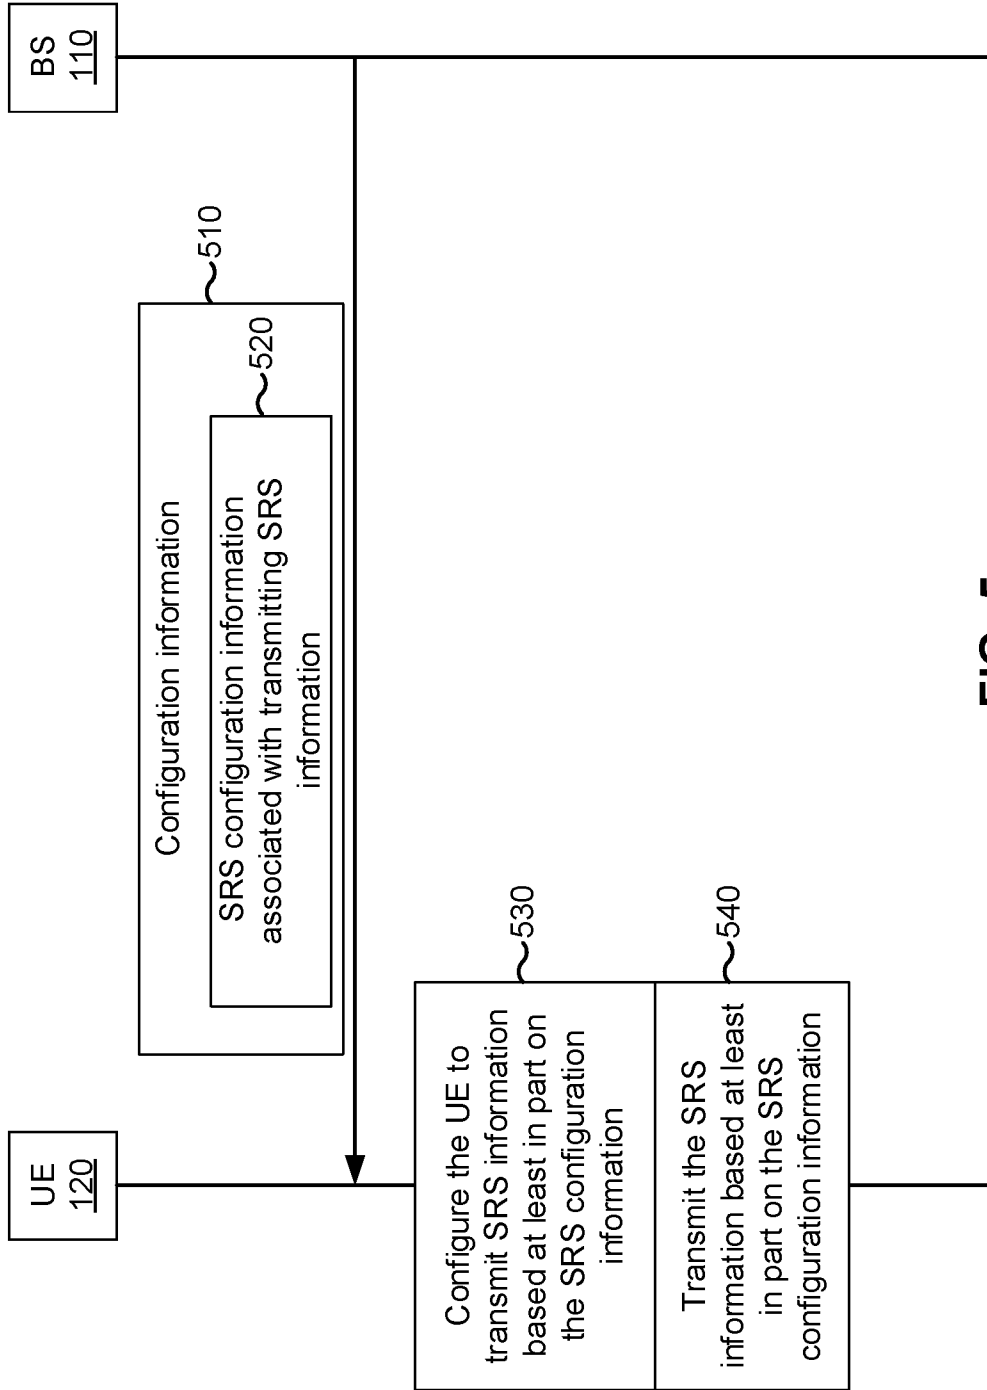 UE
120
BS
110
Configuration information
510
SRS configuration information
associated with transmitting SRS
information
520
Configure the UE to
transmit SRS information
based at least in part on
the SRS configuration
information
530
Transmit the SRS
information based at least
in part on the SRS
configuration information
540